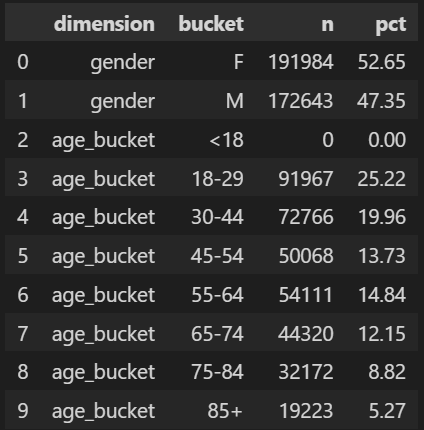 dimension bucket n pct
0 gender F 191984 52.65
1 gender M 172643 47.35
2 age_bucket <18 0 0.00
3 age_bucket 18-29 91967 25.22
4 age_bucket 30-44 72766 19.96
5 age_bucket 45-54 50068 13.73
6 age_bucket 55-64 54111 14.84
7 age_bucket 65-74 44320 12.15
8 age_bucket 75-84 32172 8.82
9 age_bucket 85+ 19223 5.27